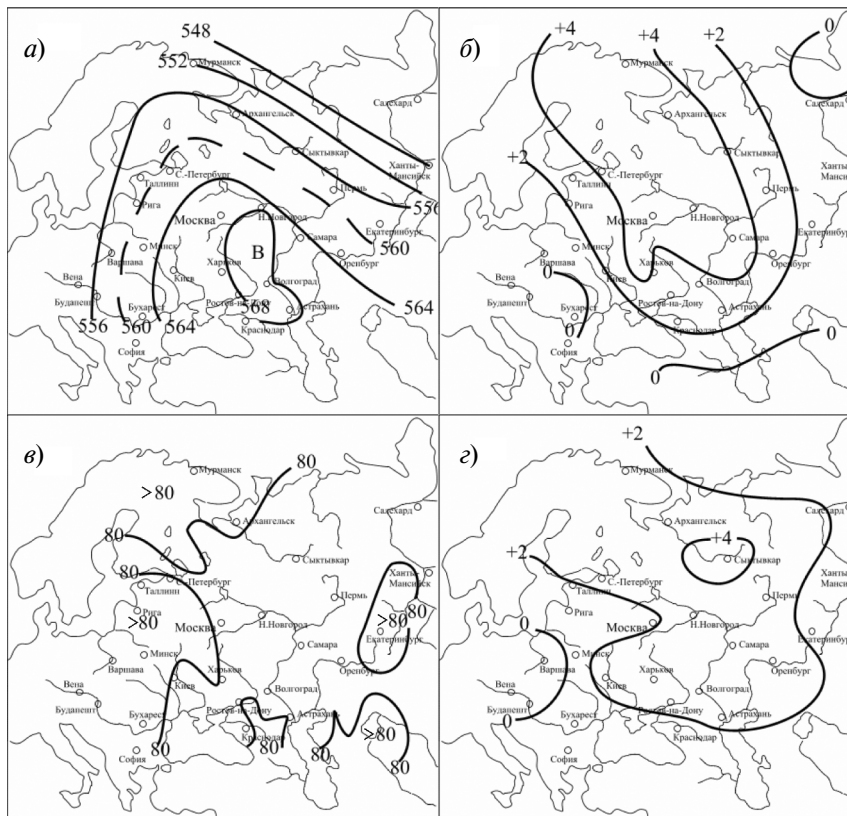 а)
548
552
Мурманск
Архангельск
Салехард
Сыктывкар
Ханты-
Мансийск
С.-Петербург
Таллинн
Пермь
Рига
556
Москва
Н.Новгород
Екатеринбург
Самара
560
Минск
В
Варшава
Оренбург
Харьков
Вена
Киев
Волгоград
Буданешт
Ростов-на-Дону
568
Астрахань
564
Бухарест
556
560
564
Краснодар
София
б)
+4
+4
+2
0
Мурманск
Салехард
Архангельск
Сыктывкар
+2
Ханты-
Мансийск
С.-Петербург
Таллинн
Пермь
Рига
Москва
Н.Новгород
Екатеринбург
Самара
Минск
Варшава
Оренбург
0
Харьков
Вена
Киев
Волгоград
Буданешт
Ростов-на-Дону
Астрахань
Бухарест
0
Краснодар
0
София
0
в)
80
Мурманск
>80
Салехард
80
Архангельск
Сыктывкар
80
Ханты-
Мансийск
С.-Петербург
Таллинн
Пермь
Рига
80
>80
>80
Москва
Н.Новгород
Екатеринбург
Самара
Минск
Варшава
Оренбург
Харьков
Вена
Киев
Волгоград
Буданешт
Ростов-на-Дону
Астрахань
Бухарест
>80
Краснодар
80
80
80
80
София
г)
+2
Мурманск
Салехард
Архангельск
+4
+2
Сыктывкар
Ханты-
Мансийск
С.-Петербург
Таллинн
Пермь
Рига
0
Москва
Н.Новгород
Екатеринбург
Самара
Минск
Варшава
Оренбург
Харьков
Вена
Киев
Волгоград
Буданешт
Ростов-на-Дону
0
Астрахань
Бухарест
Краснодар
София